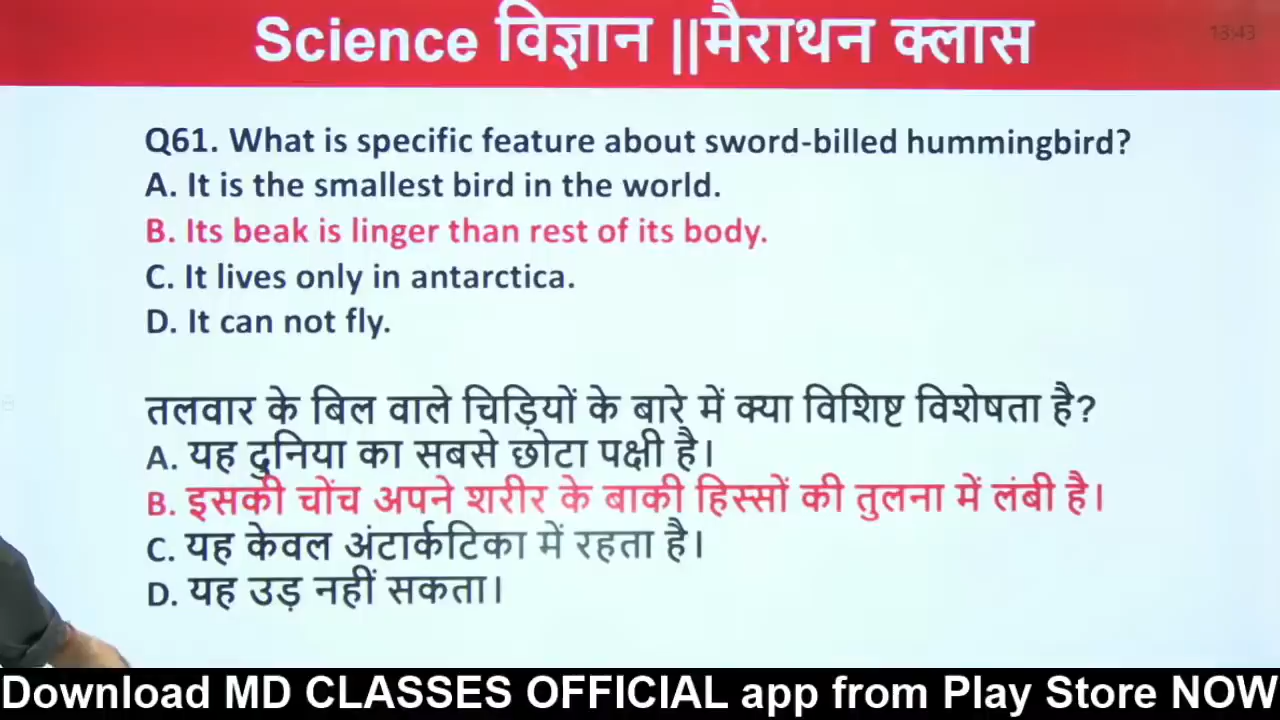 Science विज्ञान ||मैराथन क्लास
13:43
Q61. What is specific feature about sword-billed hummingbird?
A. It is the smallest bird in the world.
B. Its beak is linger than rest of its body.
C. It lives only in antarctica.
D. It can not fly.
तलवार के बिल वाले चिड़ियों के बारे में क्या विशिष्ट विशेषता है?
A. यह दुनिया का सबसे छोटा पक्षी है।
B. इसकी चोंच अपने शरीर के बाकी हिस्सों की तुलना में लंबी है।
C. यह केवल अंटार्कटिका में रहता है।
D. यह उड़ नहीं सकता।
Download MD CLASSES OFFICIAL app from Play Store NOW